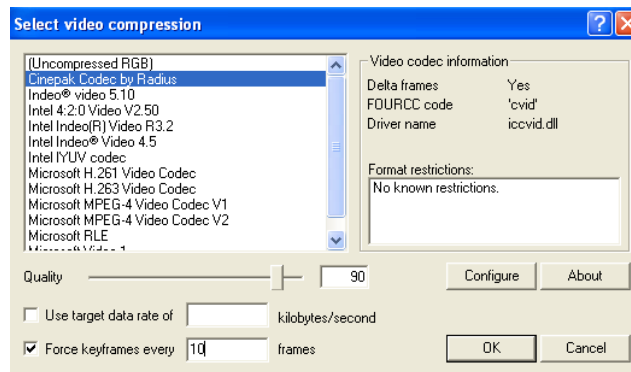 Select video compression
(Uncompressed RGB)
Cinepak Codec by Radius
Indeo® video 5.10
Intel 4:2:0 Video V2.50
Intel Indeo(R) Video R3.2
Intel Indeo® Video 4.5
Intel IYUV codec
Microsoft H.261 Video Codec
Microsoft H.263 Video Codec
Microsoft MPEG-4 Video Codec V1
Microsoft MPEG-4 Video Codec V2
Microsoft RLE
Microsoft Video 1
Video codec information
Delta frames Yes
FOURCC code 'cvid'
Driver name iccvid.dll
Format restrictions:
No known restrictions.
Quality 90 Configure About
Use target data rate of kilobytes/second
Force keyframes every 10 frames OK Cancel